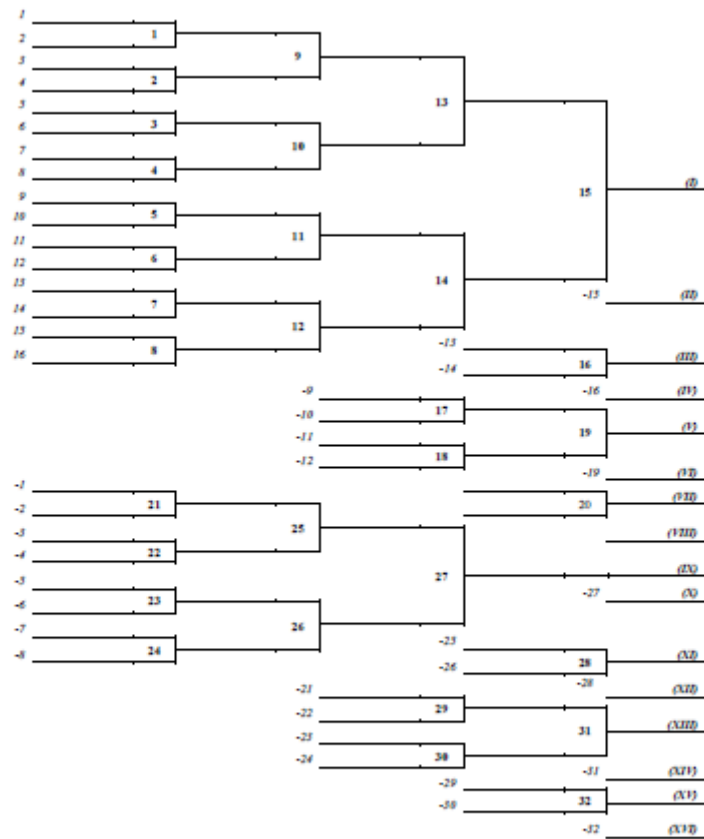 1
2 1
3 9
4 2
5 13
6 3
7 10
8 4
9 15 (I)
10 5
11 11
12 6
13 14 -15 (II)
14 7
15 12 -13
16 8 -14 16 (III)
-9 -16 (IV)
-10 17
-11 19 (V)
-12 18
-19 (VI)
-1
-2 21 20 (VII)
-3 25 (VIII)
-4 22
-5 27 (IX)
-6 23 -27 (X)
-7 26 -25
-8 24 -26 28 (XI)
-21 -28 (XII)
-22 29
-23 31 (XIII)
-24 30
-31 (XIV)
-29
-30 32 (XV)
-32 (XVI)